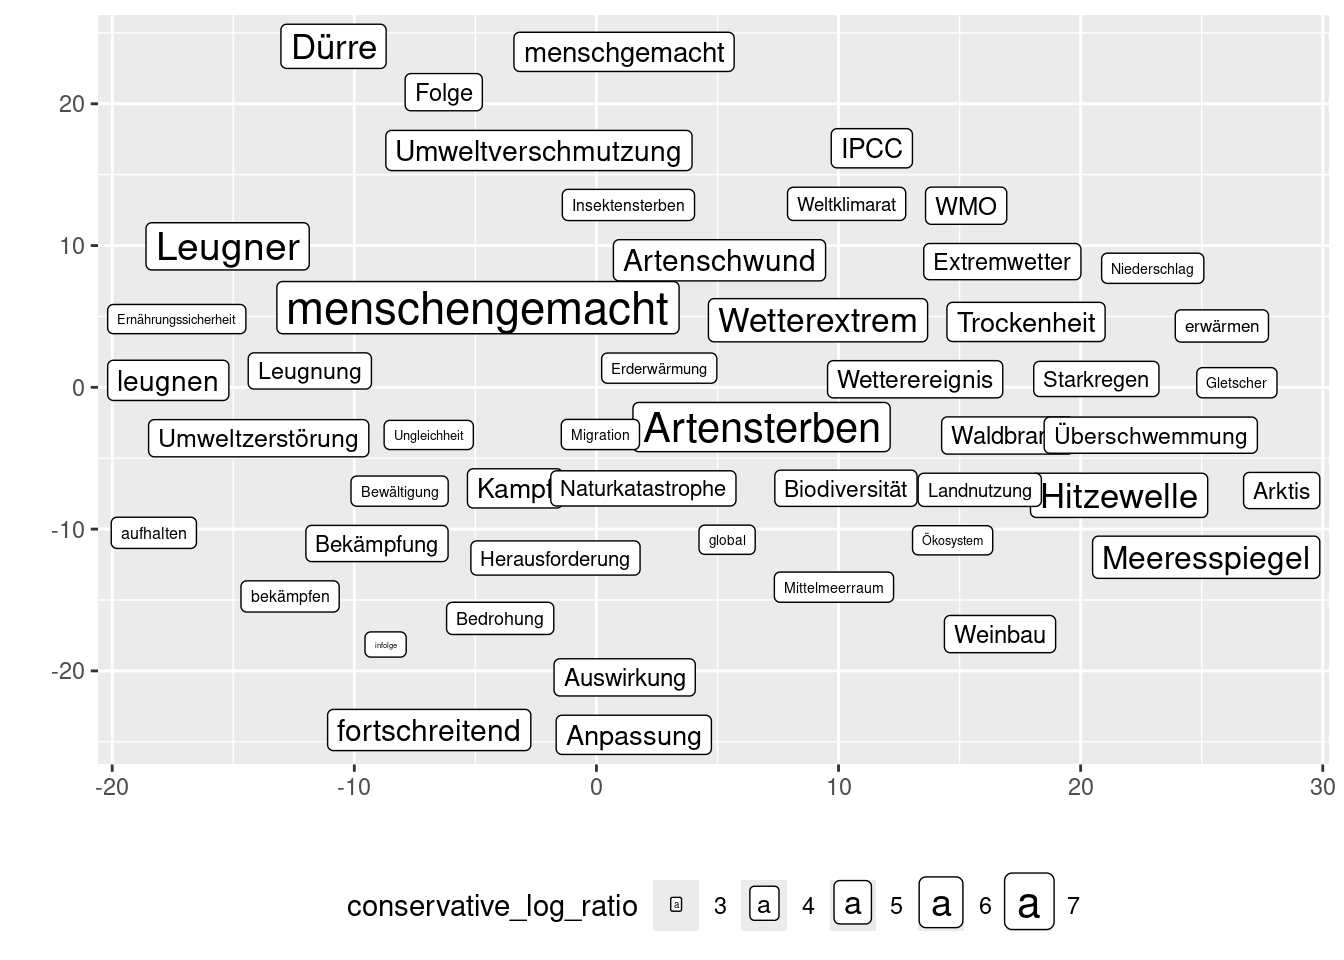 Dürre
menschgemacht
Folge
20
Umweltverschmutzung
IPCC
Insektensterben
Weltklimarat
WMO
Leugner
10
Artenschwund
Extremwetter
Niederschlag
menschengemacht
Ernährungssicherheit
Wetterextrem
Trockenheit
erwärmen
leugnen
Leugnung
0
Erderwärmung
Wetterereignis
Starkregen
Gletscher
Umweltzerstörung
Ungleichheit
Migration
Artensterben
Überschwemmung
Bewältigung
Kampf
Naturkatastrophe
Biodiversität
Landnutzung
Hitzewelle
Arktis
-10
aufhalten
Bekämpfung
Herausforderung
global
Ökosystem
Meeresspiegel
bekämpfen
Mittelmeerraum
Bedrohung
infolge
Weinbau
-20
Auswirkung
fortschreitend
Anpassung
-20 -10 0 10 20 30
conservative_log_ratio a 3 a 4 a 5 a 6 a 7